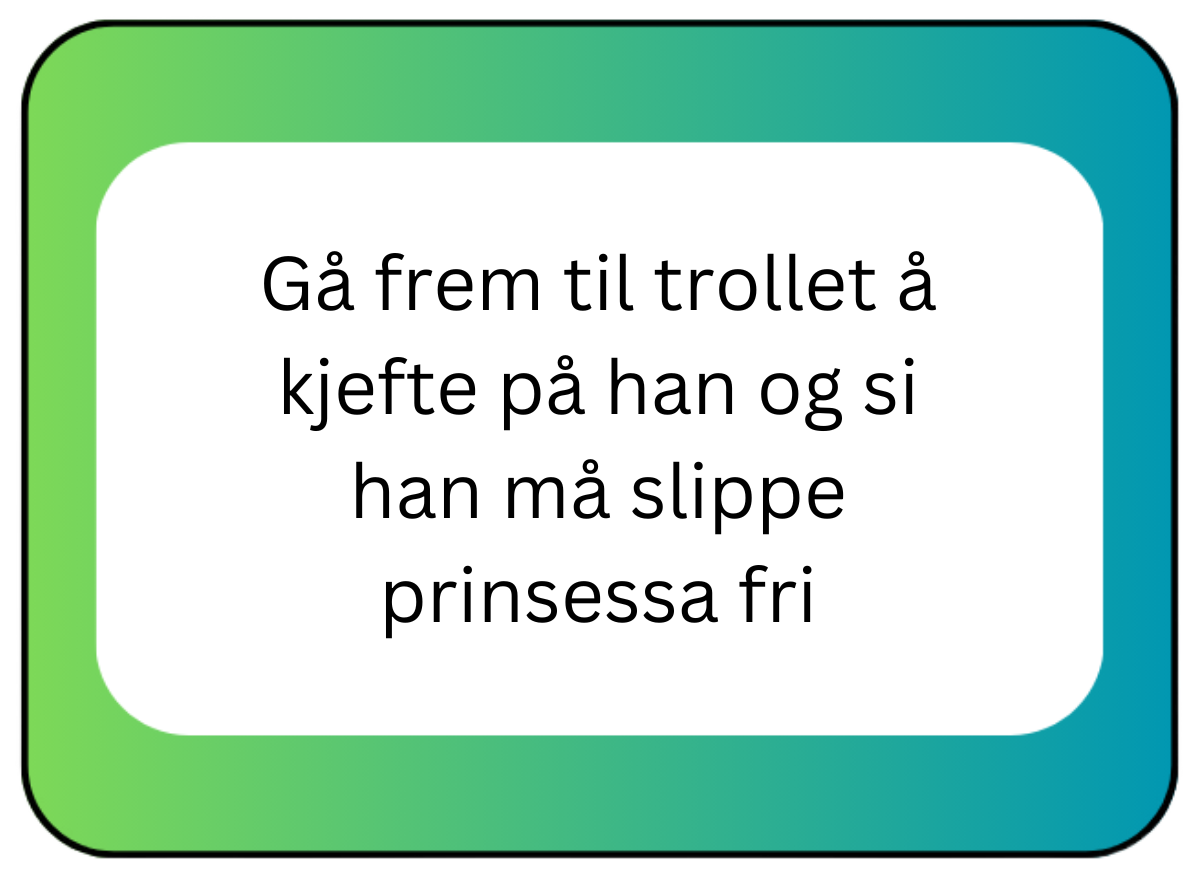 Gå frem til trollet å
kjefte på han og si
han må slippe
prinsessa fri